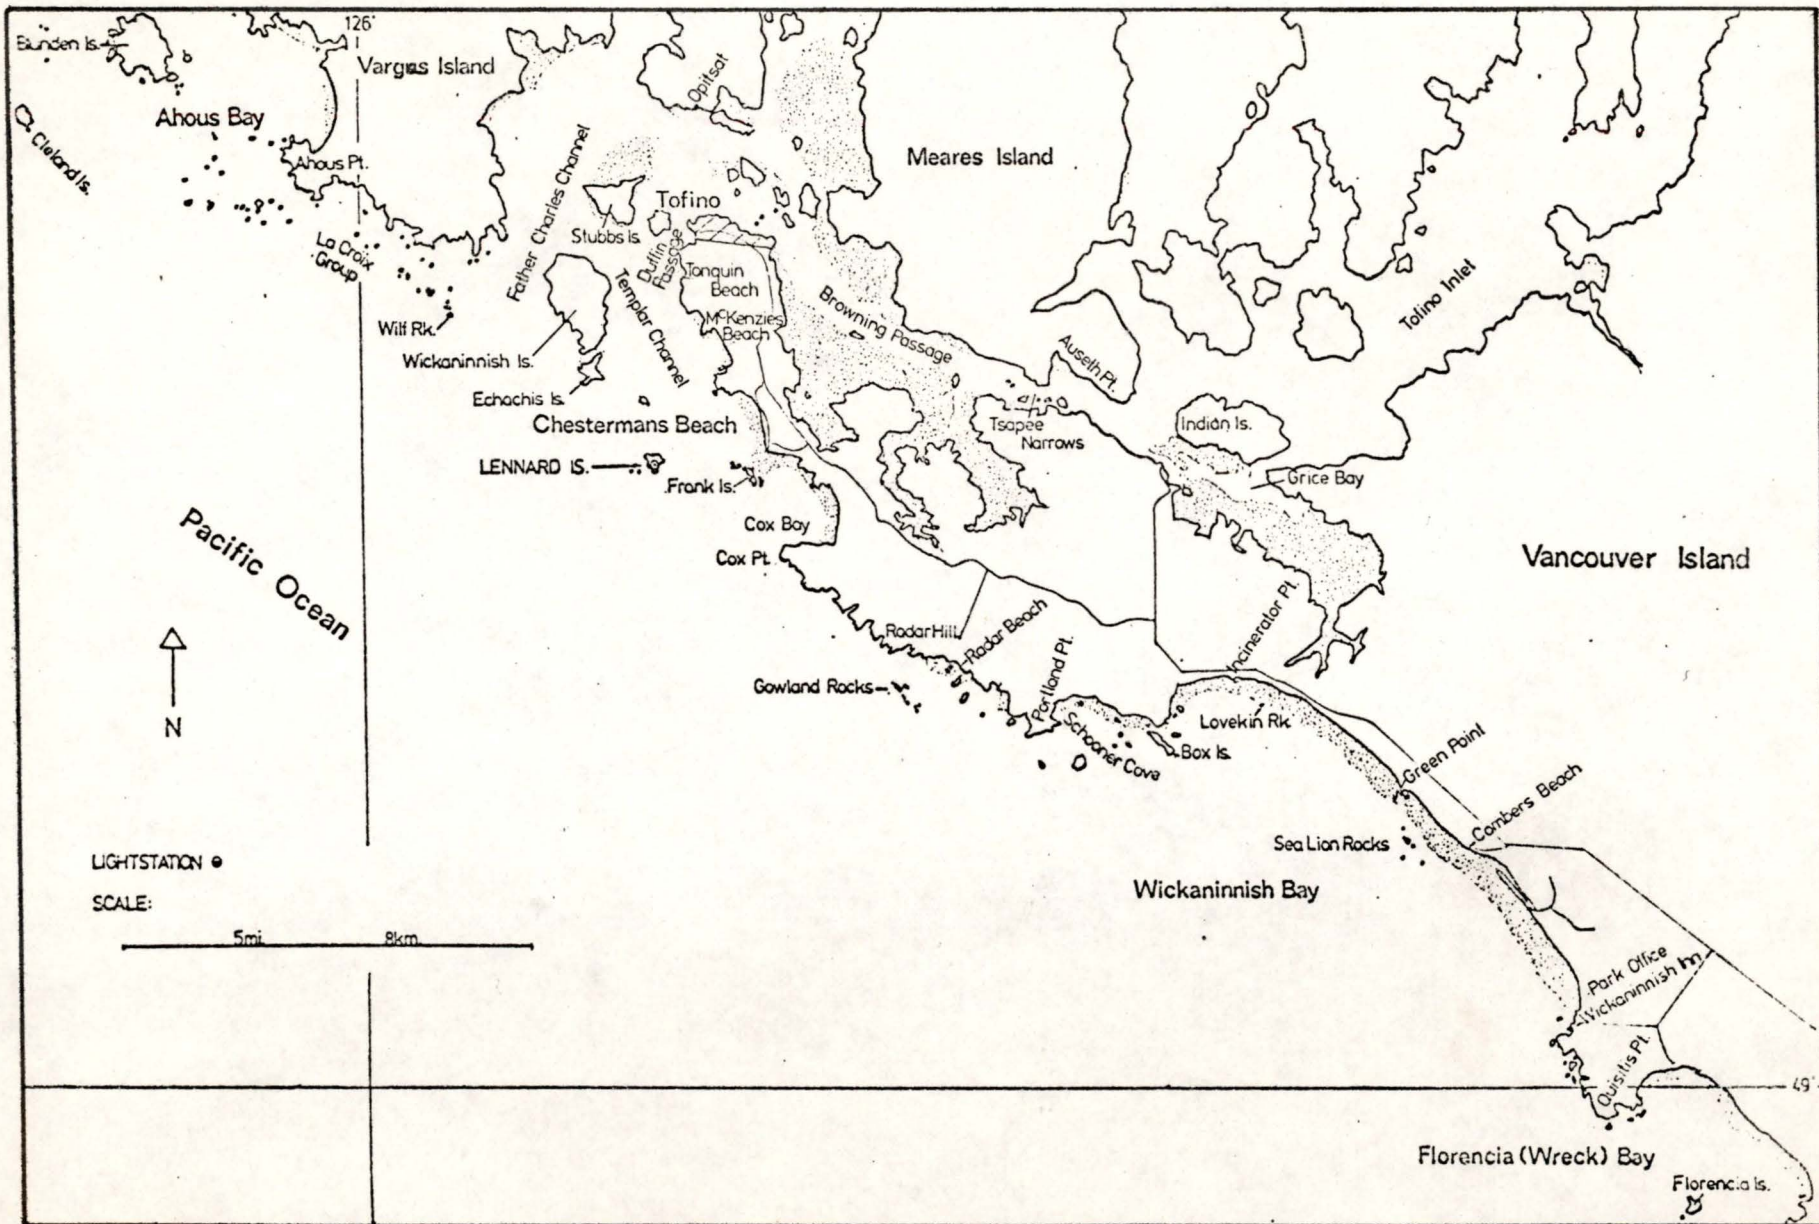 126°
Vargas Island
Opitsat
Ahous Bay
Cleland Is.
Ahous Pt.
Meares Island
Father Charles Channel
Tofino
Stubbs Is.
Duffin
Passage
La Croix
Group
Tonquin
Beach
Templar Channel
McKenzies
Beach
Browning Passage
Tofino Inlet
Wilf Rk.
Wickaninnish Is.
Echachis Is.
Auseth Pt.
Chestermans Beach
Tsapee
Narrows
Indian Is.
LENNARD IS.
Frank Is.
Grice Bay
Cox Bay
Cox Pt.
Pacific Ocean
Vancouver Island
N
Radar Hill
Radar Beach
Incinerator Pt.
Portland Pt.
Gowland Rocks
Schooner Cove
Lovekin Rk.
Box Is.
Green Point
Combers Beach
Sea Lion Rocks
Wickaninnish Bay
LIGHTSTATION
SCALE:
5mi.
8km.
Park Office
Wickaninnish Inn
Quisitis Pt.
49°
Florencia (Wreck) Bay
Florencia Is.